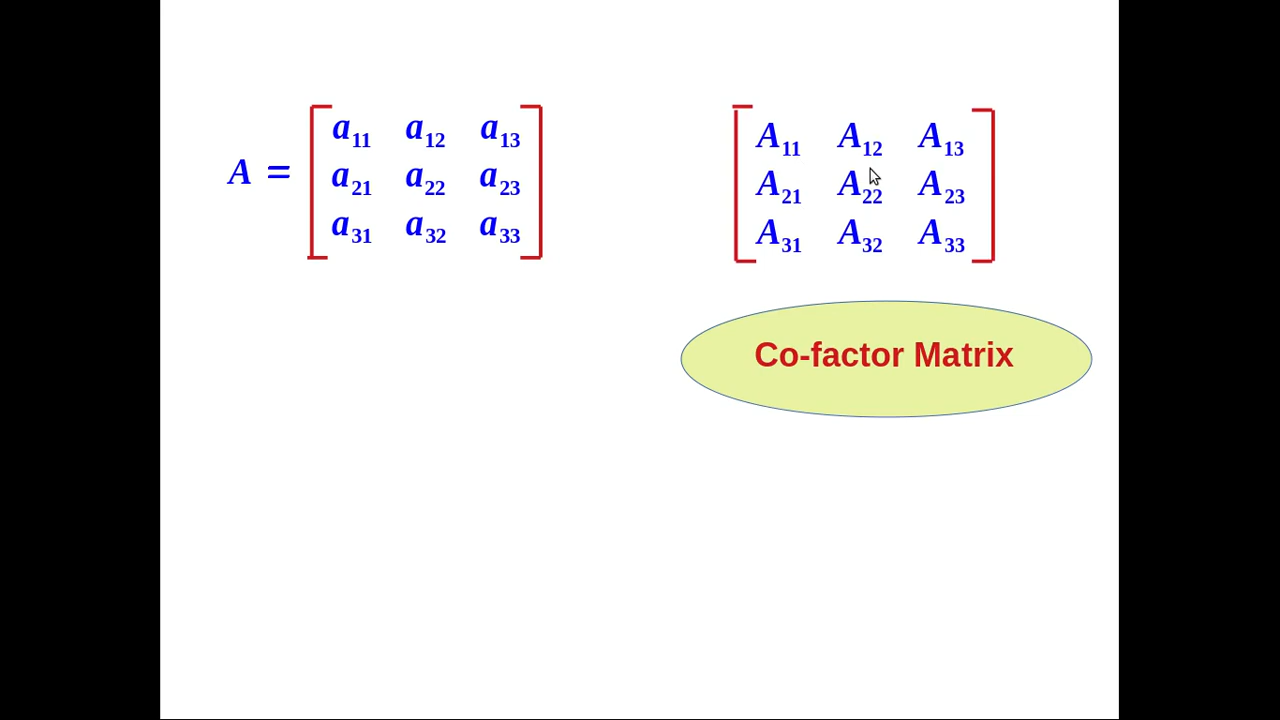 A = [ a₁₁ a₁₂ a₁₃
a₂₁ a₂₂ a₂₃
a₃₁ a₃₂ a₃₃ ]
[ A₁₁ A₁₂ A₁₃
A₂₁ A₂₂ A₂₃
A₃₁ A₃₂ A₃₃ ]
Co-factor Matrix